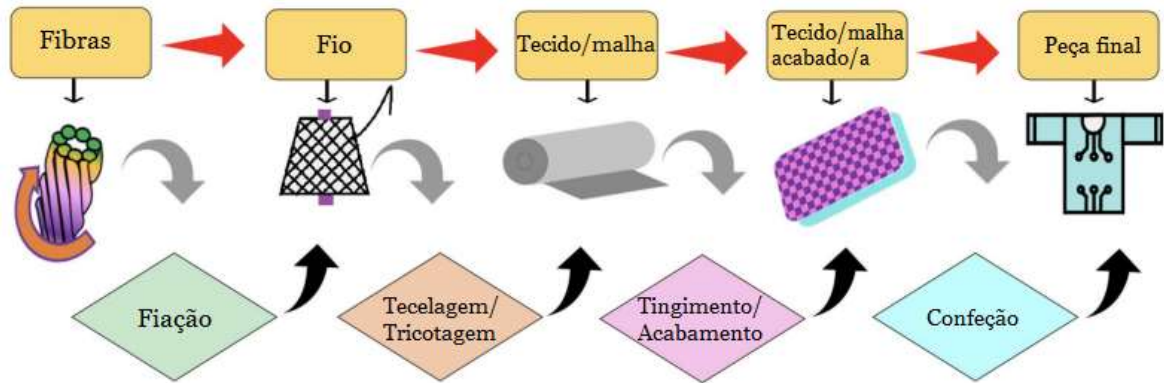 Fibras
Fio
Tecido/malha
Tecido/malha
acabado/a
Peça final
Fiação
Tecelagem/
Tricotagem
Tingimento/
Acabamento
Confeção